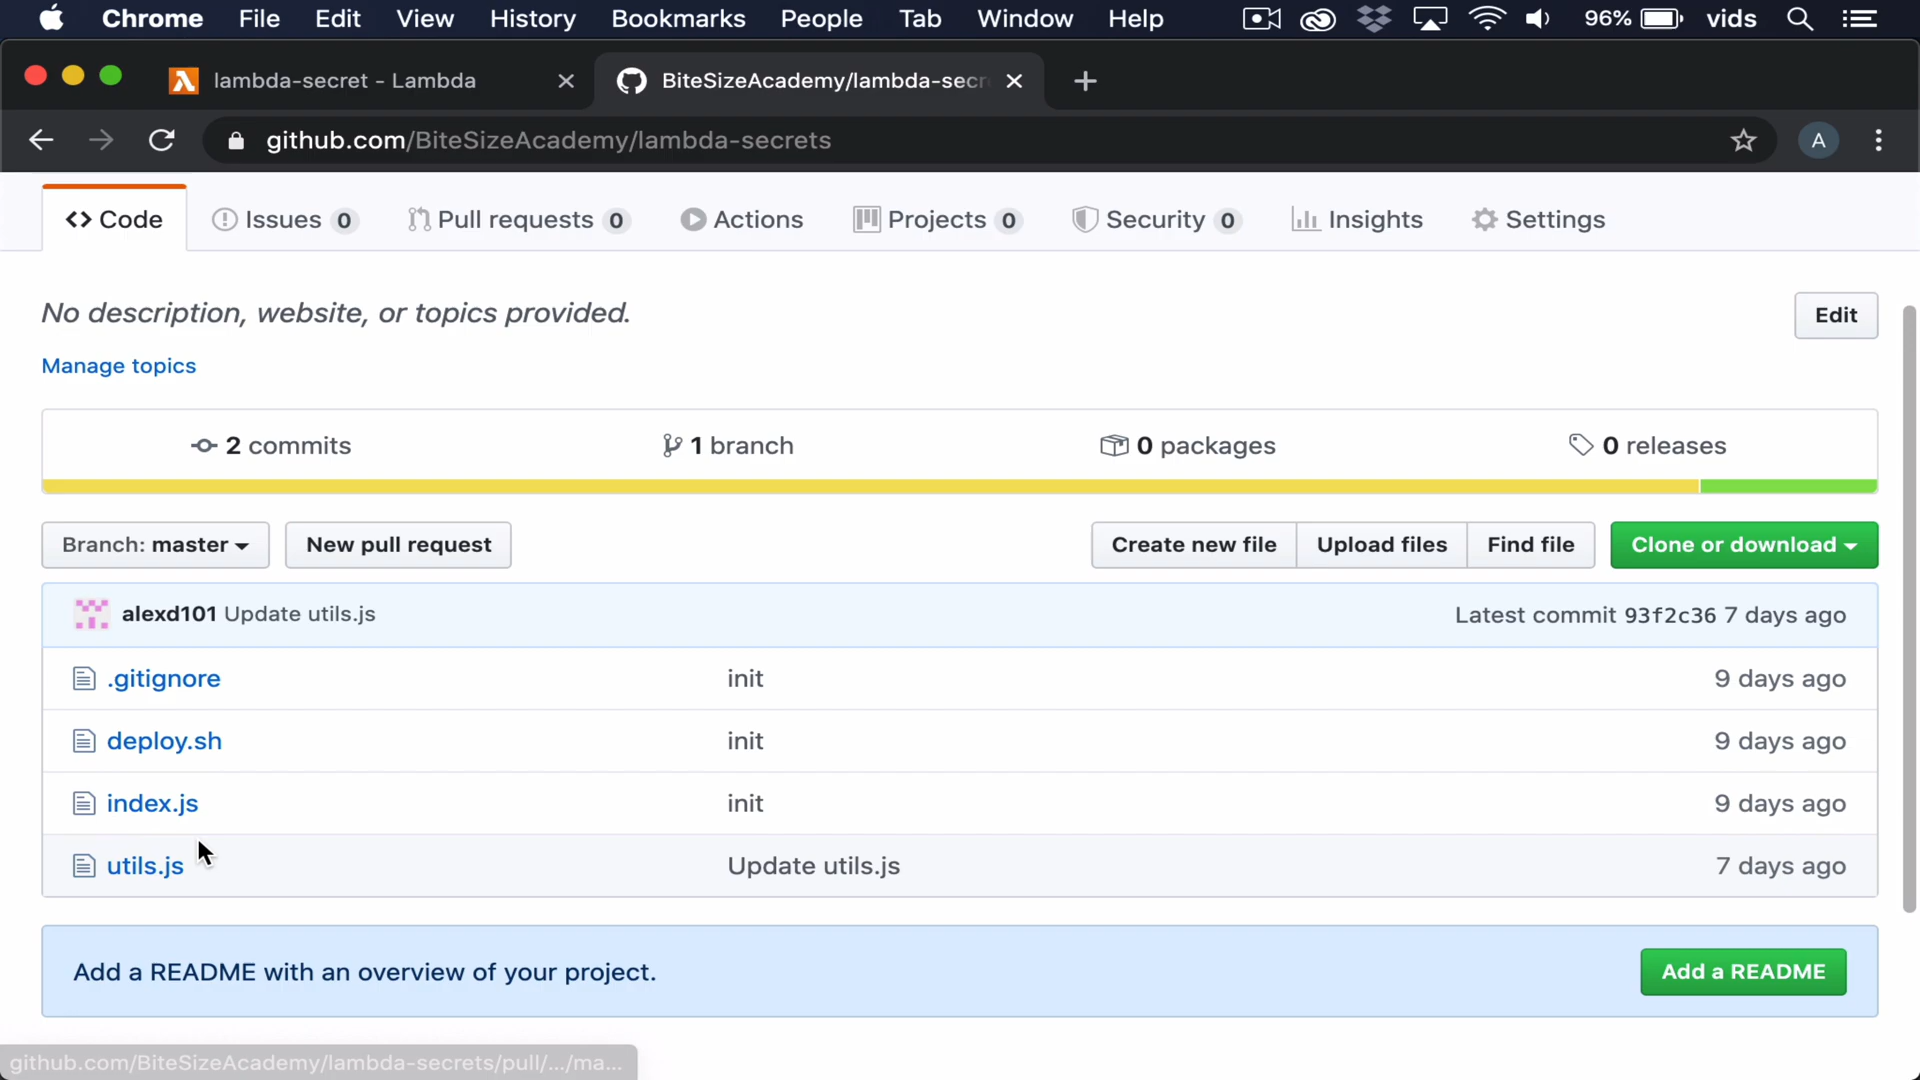 Chrome File Edit View History Bookmarks People Tab Window Help 96% vids
lambda-secret - Lambda BiteSizeAcademy/lambda-secr
github.com/BiteSizeAcademy/lambda-secrets A
Code Issues 0 Pull requests 0 Actions Projects 0 Security 0 Insights Settings
No description, website, or topics provided. Edit
Manage topics
2 commits 1 branch 0 packages 0 releases
Branch: master New pull request Create new file Upload files Find file Clone or download
alexd101 Update utils.js Latest commit 93f2c36 7 days ago
.gitignore init 9 days ago
deploy.sh init 9 days ago
index.js init 9 days ago
utils.js Update utils.js 7 days ago
Add a README with an overview of your project. Add a README
github.com/BiteSizeAcademy/lambda-secrets/pull/.../ma...